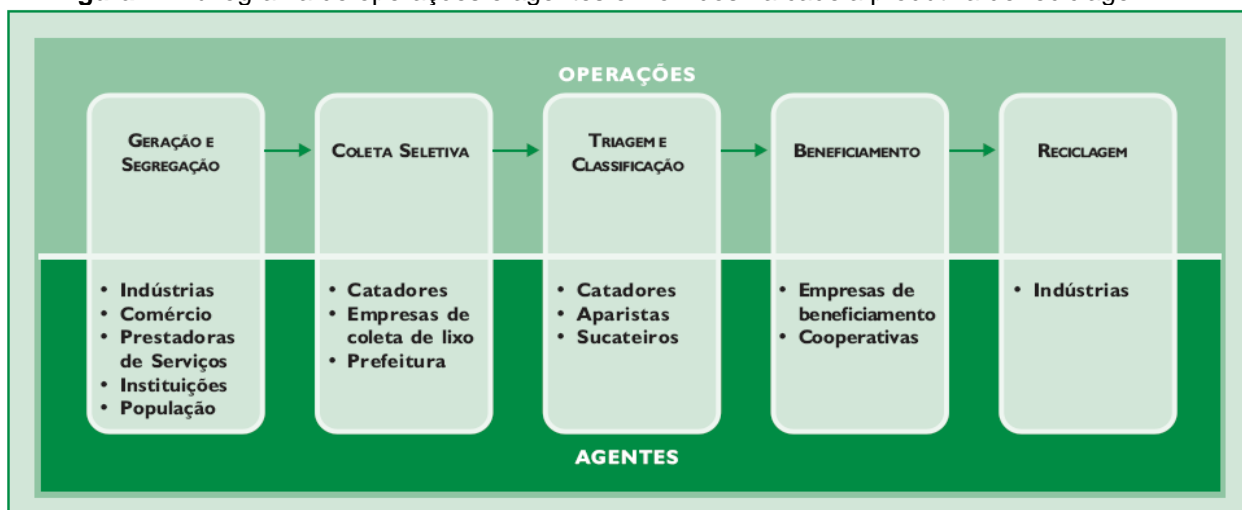 OPERAÇÕES
GERAÇÃO E
SEGREGAÇÃO
COLETA SELETIVA
TRIAGEM E
CLASSIFICAÇÃO
BENEFICIAMENTO
RECICLAGEM
• Indústrias
• Comércio
• Prestadoras
de Serviços
• Instituições
• População
• Catadores
• Empresas de
coleta de lixo
• Prefeitura
• Catadores
• Aparistas
• Sucateiros
• Empresas de
beneficiamento
• Cooperativas
• Indústrias
AGENTES